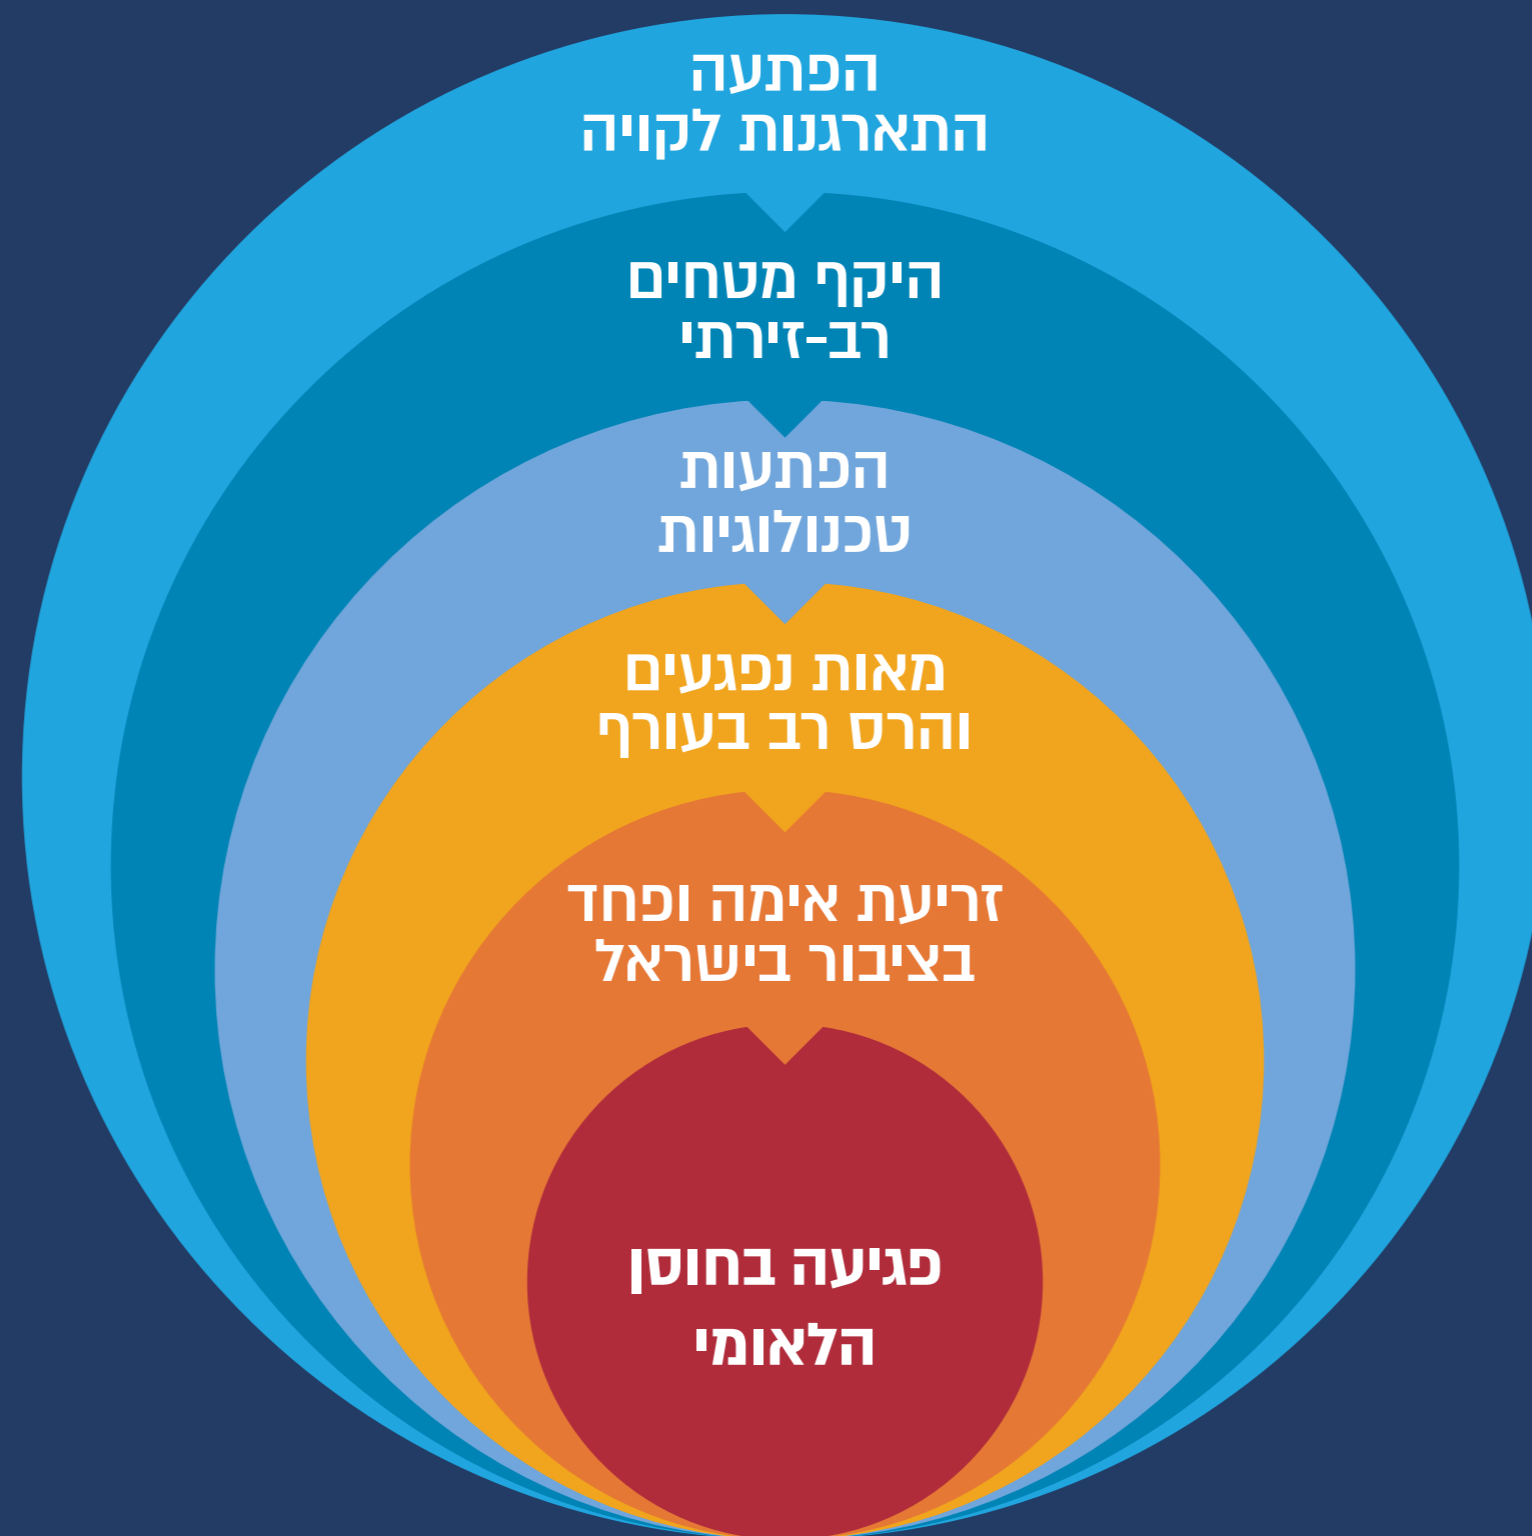 הפתעה
התארגנות לקויה
היקף מטחים
רב-זירתי
הפתעות
טכנולוגיות
מאות נפגעים
והרס רב בעורף
זריעת אימה ופחד
בציבור בישראל
פגיעה בחוסן
הלאומי